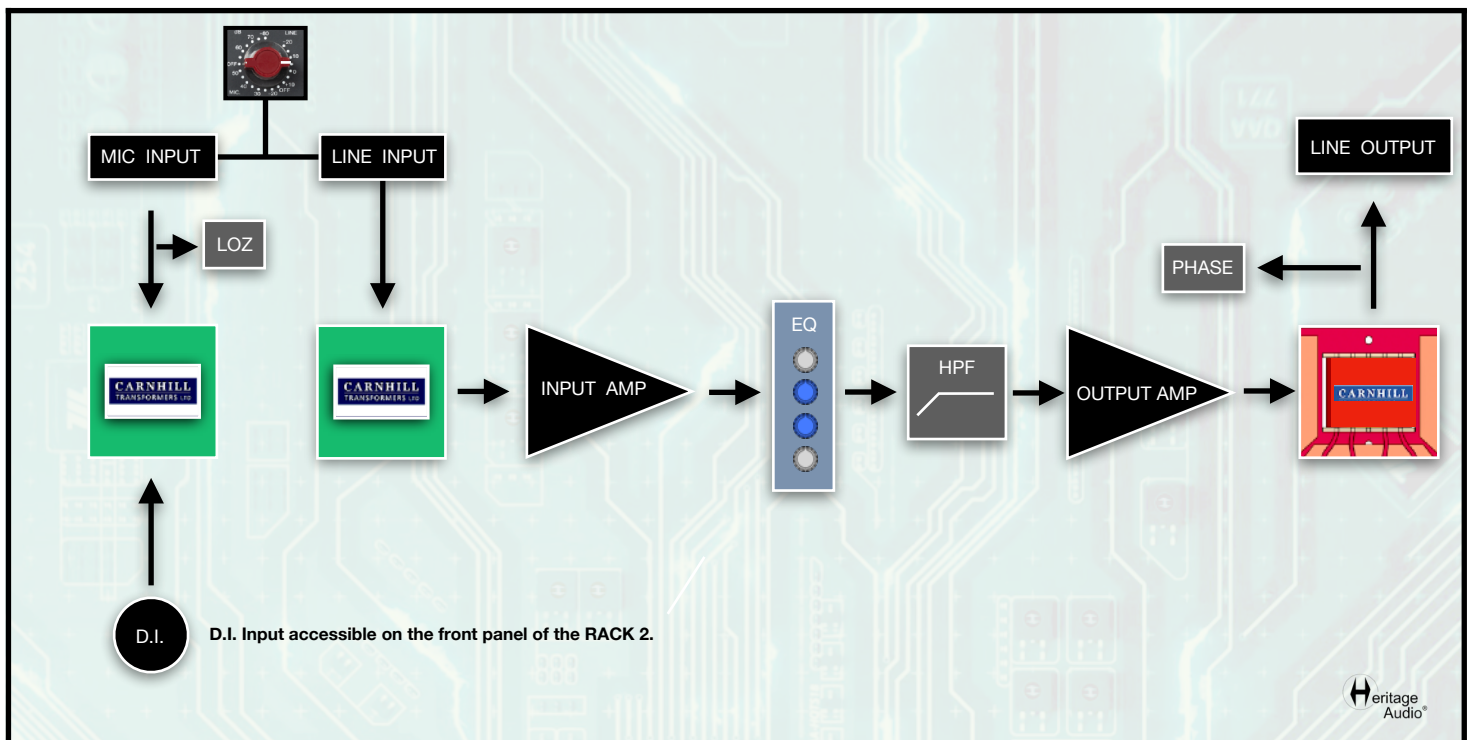 MIC INPUT
LINE INPUT
LINE OUTPUT
LOZ
PHASE
CARNHILL
TRANSFORMERS LTD
CARNHILL
TRANSFORMERS LTD
INPUT AMP
EQ
HPF
OUTPUT AMP
CARNHILL
D.I.
D.I. Input accessible on the front panel of the RACK 2.
Heritage
Audio®